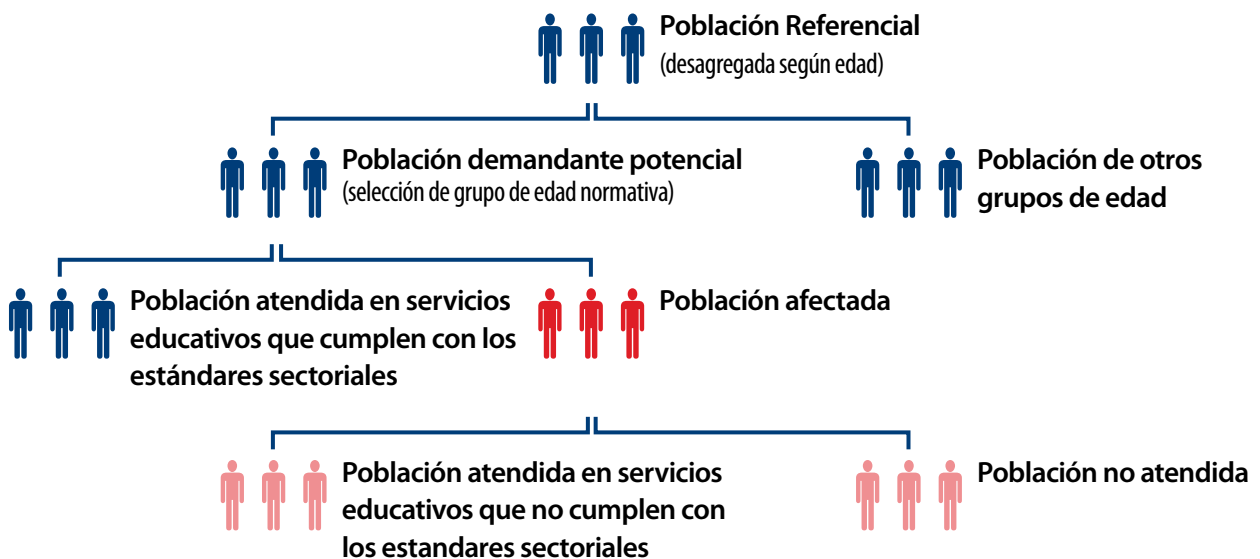 Población Referencial
(desagregada según edad)
Población demandante potencial
(selección de grupo de edad normativa)
Población de otros
grupos de edad
Población atendida en servicios
educativos que cumplen con los
estándares sectoriales
Población afectada
Población atendida en servicios
educativos que no cumplen con
los estandares sectoriales
Población no atendida